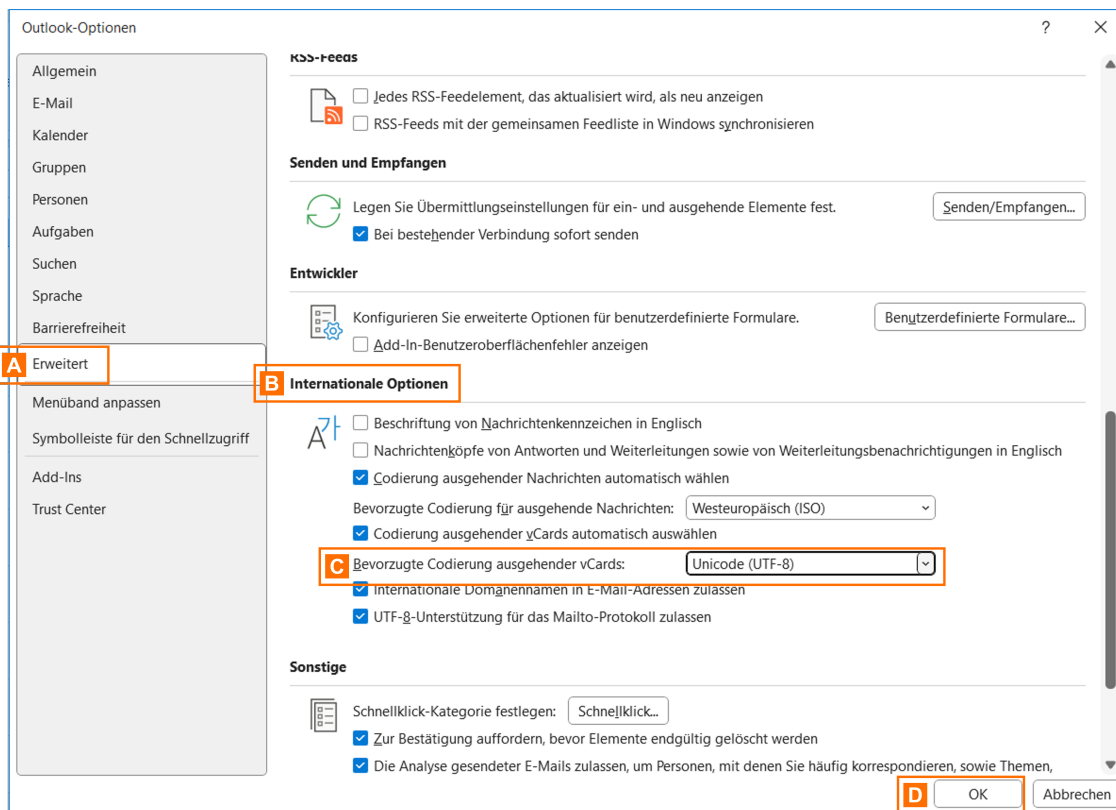 Outlook-Optionen
?
Allgemein
E-Mail
Kalender
Gruppen
Personen
Aufgaben
Suchen
Sprache
Barrierefreiheit
A Erweitert
Menüband anpassen
Symbolleiste für den Schnellzugriff
Add-Ins
Trust Center
RSS-Feeds
Jedes RSS-Feedelement, das aktualisiert wird, als neu anzeigen
RSS-Feeds mit der gemeinsamen Feedliste in Windows synchronisieren
Senden und Empfangen
Legen Sie Übermittlungseinstellungen für ein- und ausgehende Elemente fest. Senden/Empfangen...
Bei bestehender Verbindung sofort senden
Entwickler
Konfigurieren Sie erweiterte Optionen für benutzerdefinierte Formulare. Benutzerdefinierte Formulare...
Add-In-Benutzeroberflächenfehler anzeigen
B Internationale Optionen
Beschriftung von Nachrichtenkennzeichen in Englisch
Nachrichtenköpfe von Antworten und Weiterleitungen sowie von Weiterleitungsbenachrichtigungen in Englisch
Codierung ausgehender Nachrichten automatisch wählen
Bevorzugte Codierung für ausgehende Nachrichten: Westeuropäisch (ISO)
Codierung ausgehender vCards automatisch auswählen
C Bevorzugte Codierung ausgehender vCards: Unicode (UTF-8)
Internationale Domänennamen in E-Mail-Adressen zulassen
UTF-8-Unterstützung für das Mailto-Protokoll zulassen
Sonstige
Schnellklick-Kategorie festlegen: Schnellklick...
Zur Bestätigung auffordern, bevor Elemente endgültig gelöscht werden
Die Analyse gesendeter E-Mails zulassen, um Personen, mit denen Sie häufig korrespondieren, sowie Themen,
D OK Abbrechen